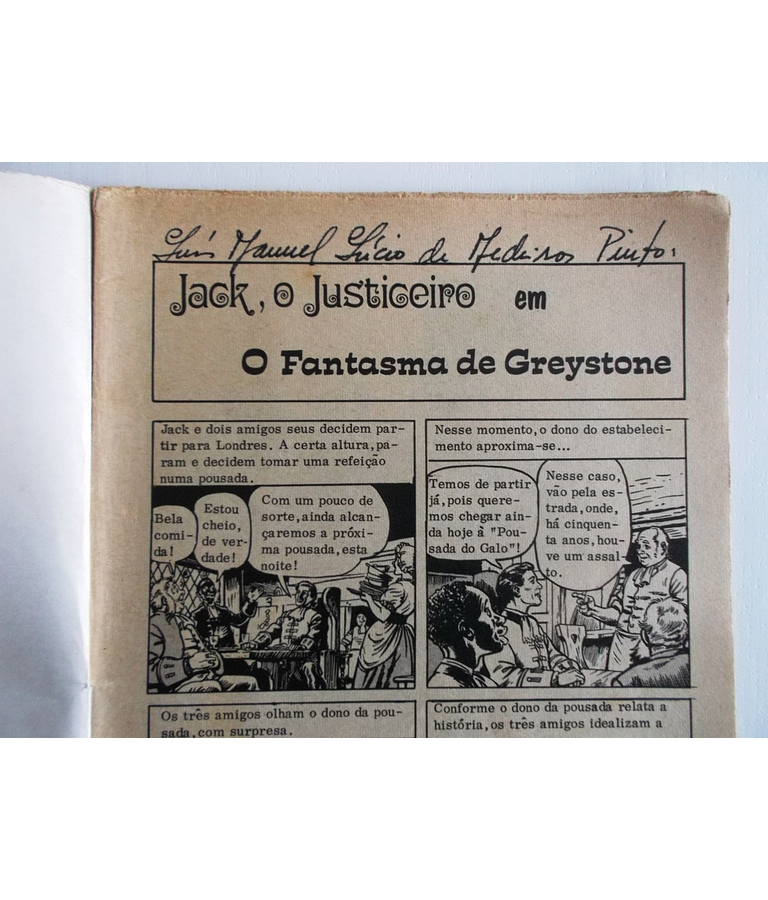 Luís Manuel Lúcio de Medeiros Pinto.
Jack, o Justiceiro em
O Fantasma de Greystone
Jack e dois amigos seus decidem par-
tir para Londres. A certa altura, pa-
ram e decidem tomar uma refeição
numa pousada.
Bela
comi-
da!
Estou
cheio,
de ver-
dade!
Com um pouco de
sorte, ainda alcan-
çaremos a próxi-
ma pousada, esta
noite!
Nesse momento, o dono do estabeleci-
mento aproxima-se...
Temos de partir
já, pois quere-
mos chegar ain-
da hoje à "Pou-
sada do Galo"!
Nesse caso,
vão pela es-
trada, onde,
há cinquen-
ta anos, hou-
ve um assal-
to.
Os três amigos olham o dono da pou-
sada, com surpresa.
Conforme o dono da pousada relata a
história, os três amigos idealizam a